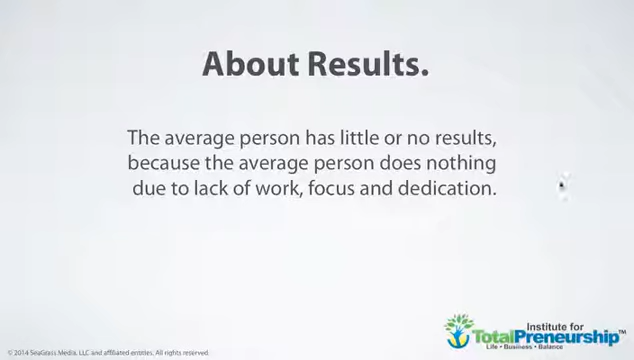 About Results.
The average person has little or no results,
because the average person does nothing
due to lack of work, focus and dedication.
Institute for
TotalPreneurship™
Life • Business • Balance
© 2014 SeaGrass Media, LLC and affiliated entities. All rights reserved.